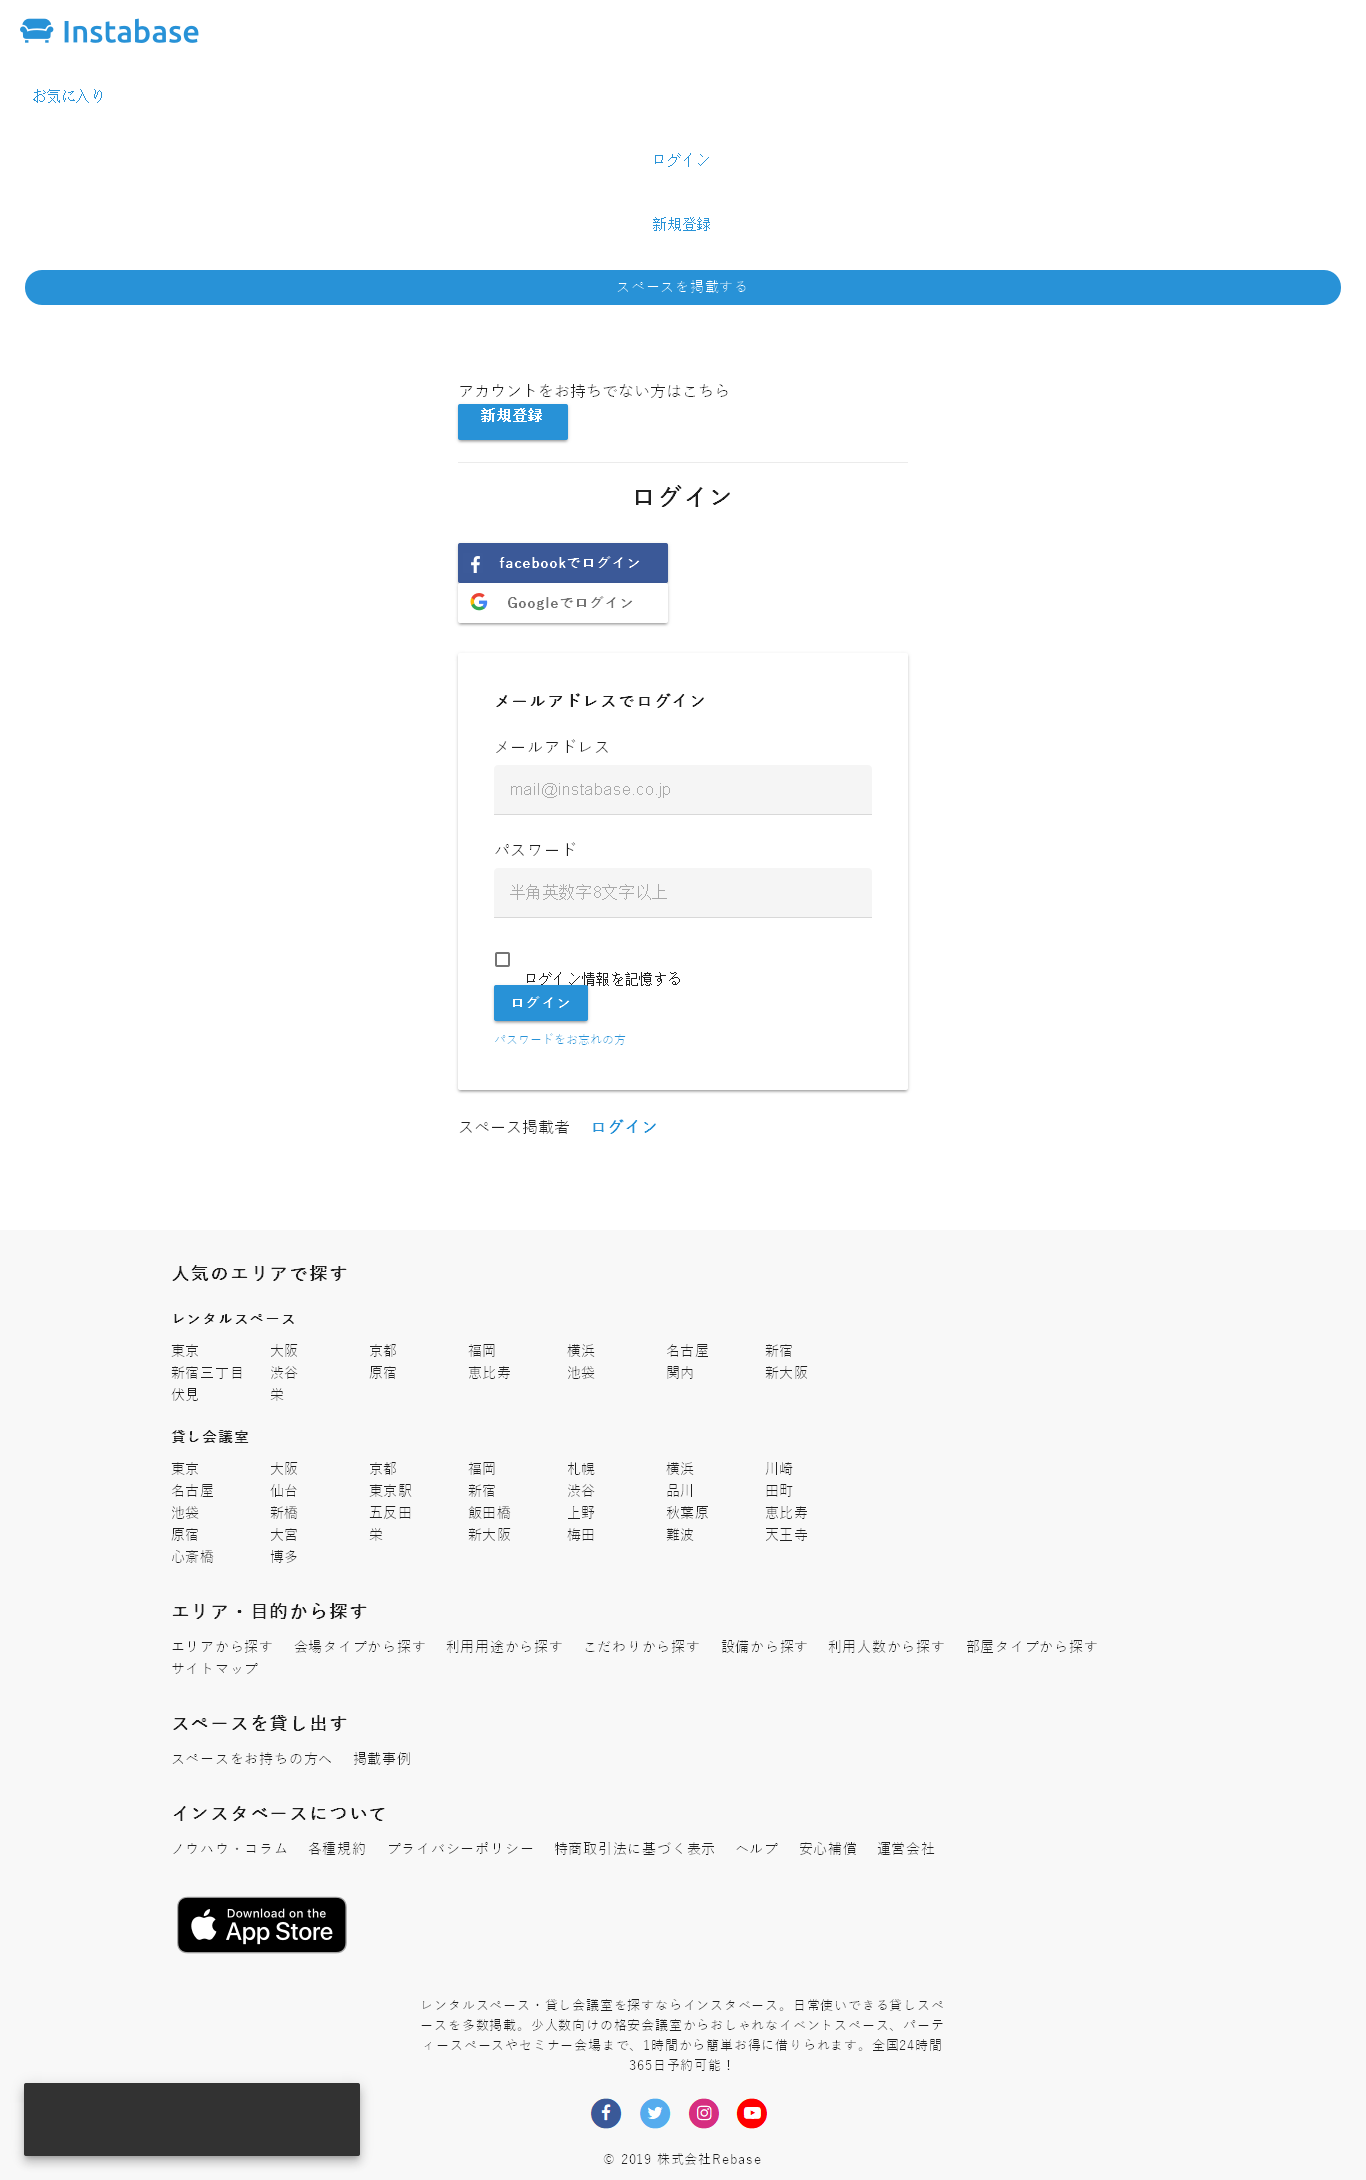 Instabase
お気に入り
ログイン
新規登録
スペースを掲載する
アカウントをお持ちでない方はこちら
新規登録
ログイン
facebookでログイン
Googleでログイン
メールアドレスでログイン
メールアドレス
mail@instabase.co.jp
パスワード
半角英数字8文字以上
ログイン情報を記憶する
ログイン
パスワードをお忘れの方
スペース掲載者 ログイン
人気のエリアで探す
レンタルスペース
東京 大阪 京都 福岡 横浜 名古屋 新宿
新宿三丁目 渋谷 原宿 恵比寿 池袋 関内 新大阪
伏見 栄
貸し会議室
東京 大阪 京都 福岡 札幌 横浜 川崎
名古屋 仙台 東京駅 新宿 渋谷 品川 田町
池袋 新橋 五反田 飯田橋 上野 秋葉原 恵比寿
原宿 大宮 栄 新大阪 梅田 難波 天王寺
心斎橋 博多
エリア・目的から探す
エリアから探す 会場タイプから探す 利用用途から探す こだわりから探す 設備から探す 利用人数から探す 部屋タイプから探す
サイトマップ
スペースを貸し出す
スペースをお持ちの方へ 掲載事例
インスタベースについて
ノウハウ・コラム 各種規約 プライバシーポリシー 特商取引法に基づく表示 ヘルプ 安心補償 運営会社
Download on the
App Store
レンタルスペース・貸し会議室を探すならインスタベース。日常使いできる貸しスペ
ースを多数掲載。少人数向けの格安会議室からおしゃれなイベントスペース、パーテ
ィースペースやセミナー会場まで、1時間から簡単お得に借りられます。全国24時間
365日予約可能！
© 2019 株式会社Rebase